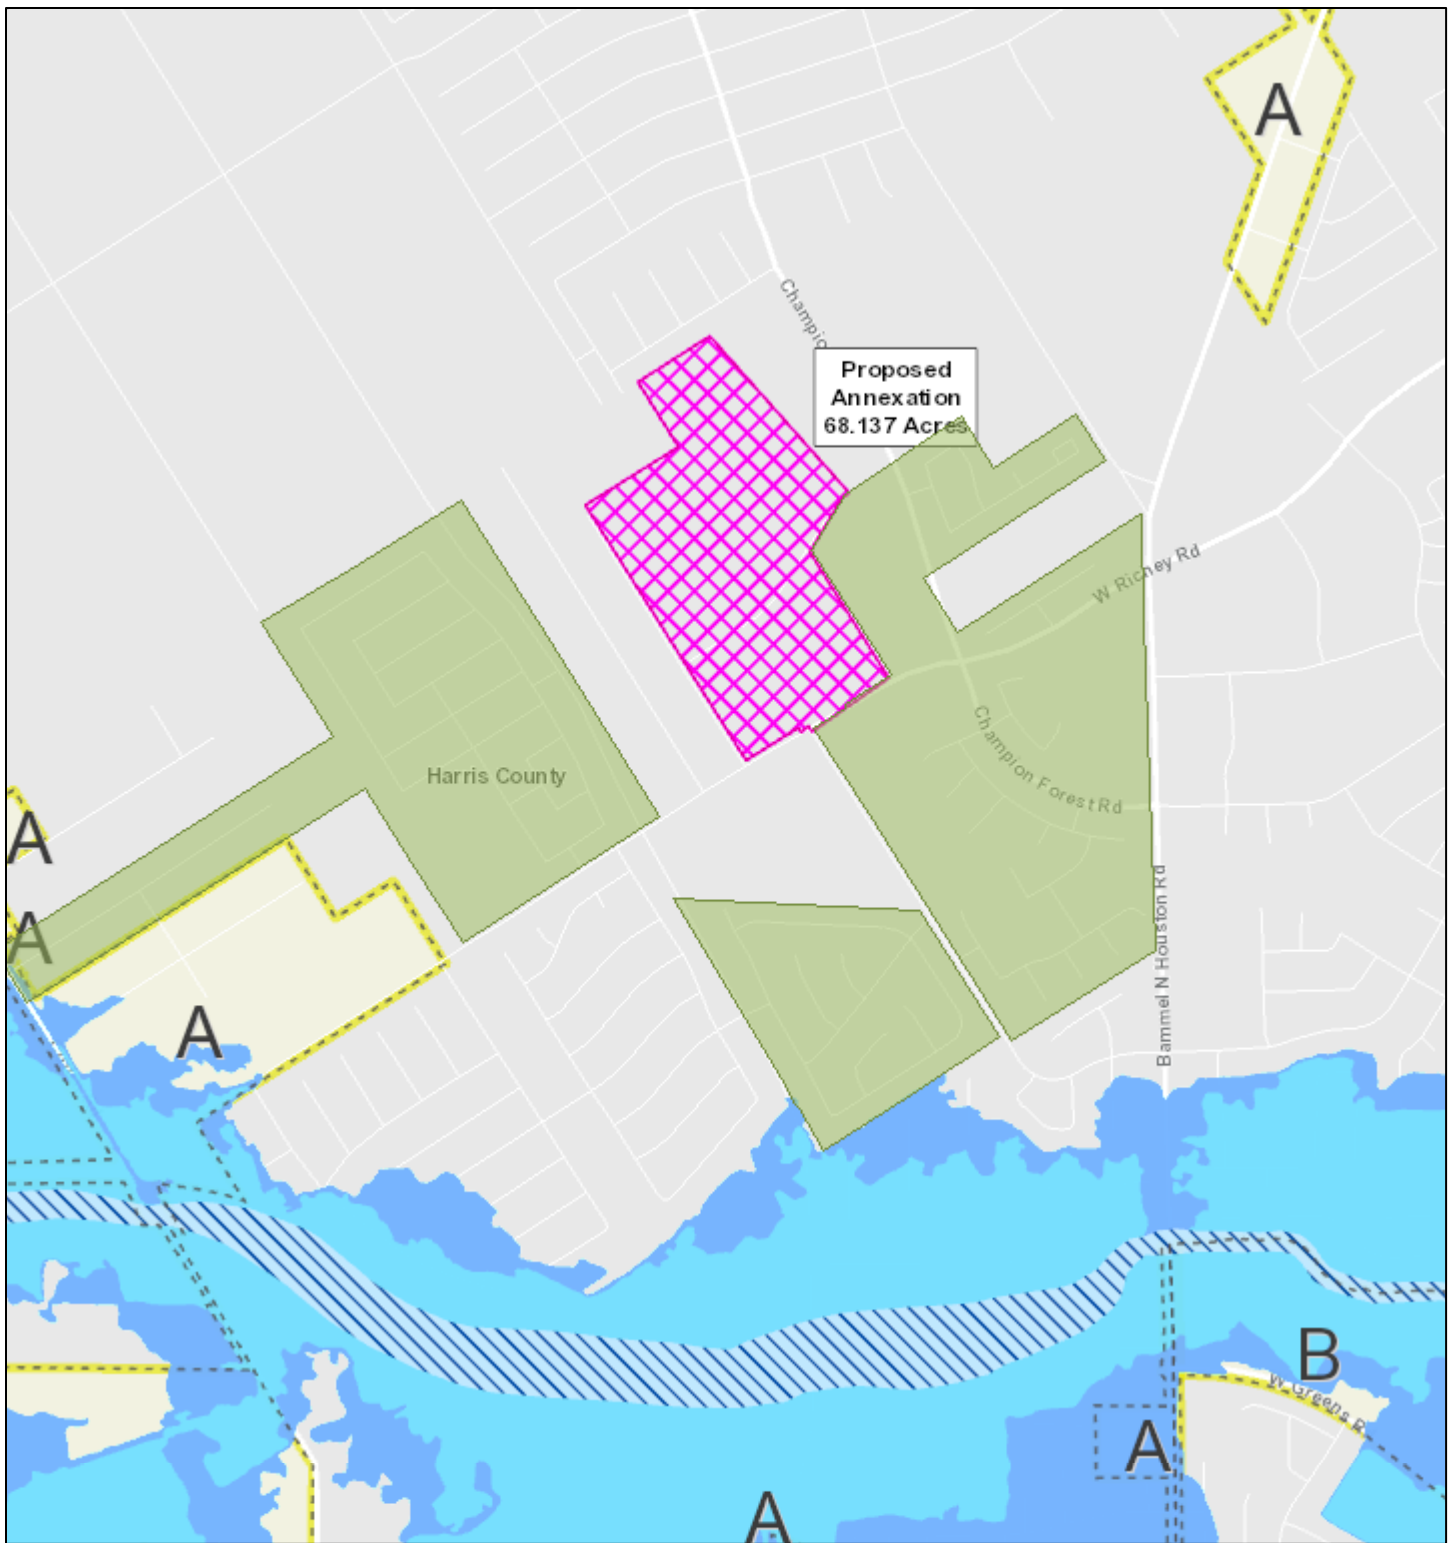 A
Champio
Proposed
Annexation
68.137 Acres
W Richey Rd
Champion Forest Rd
Harris County
A
A
Bammel N Houston Rd
A
B
W Greens R
A
A